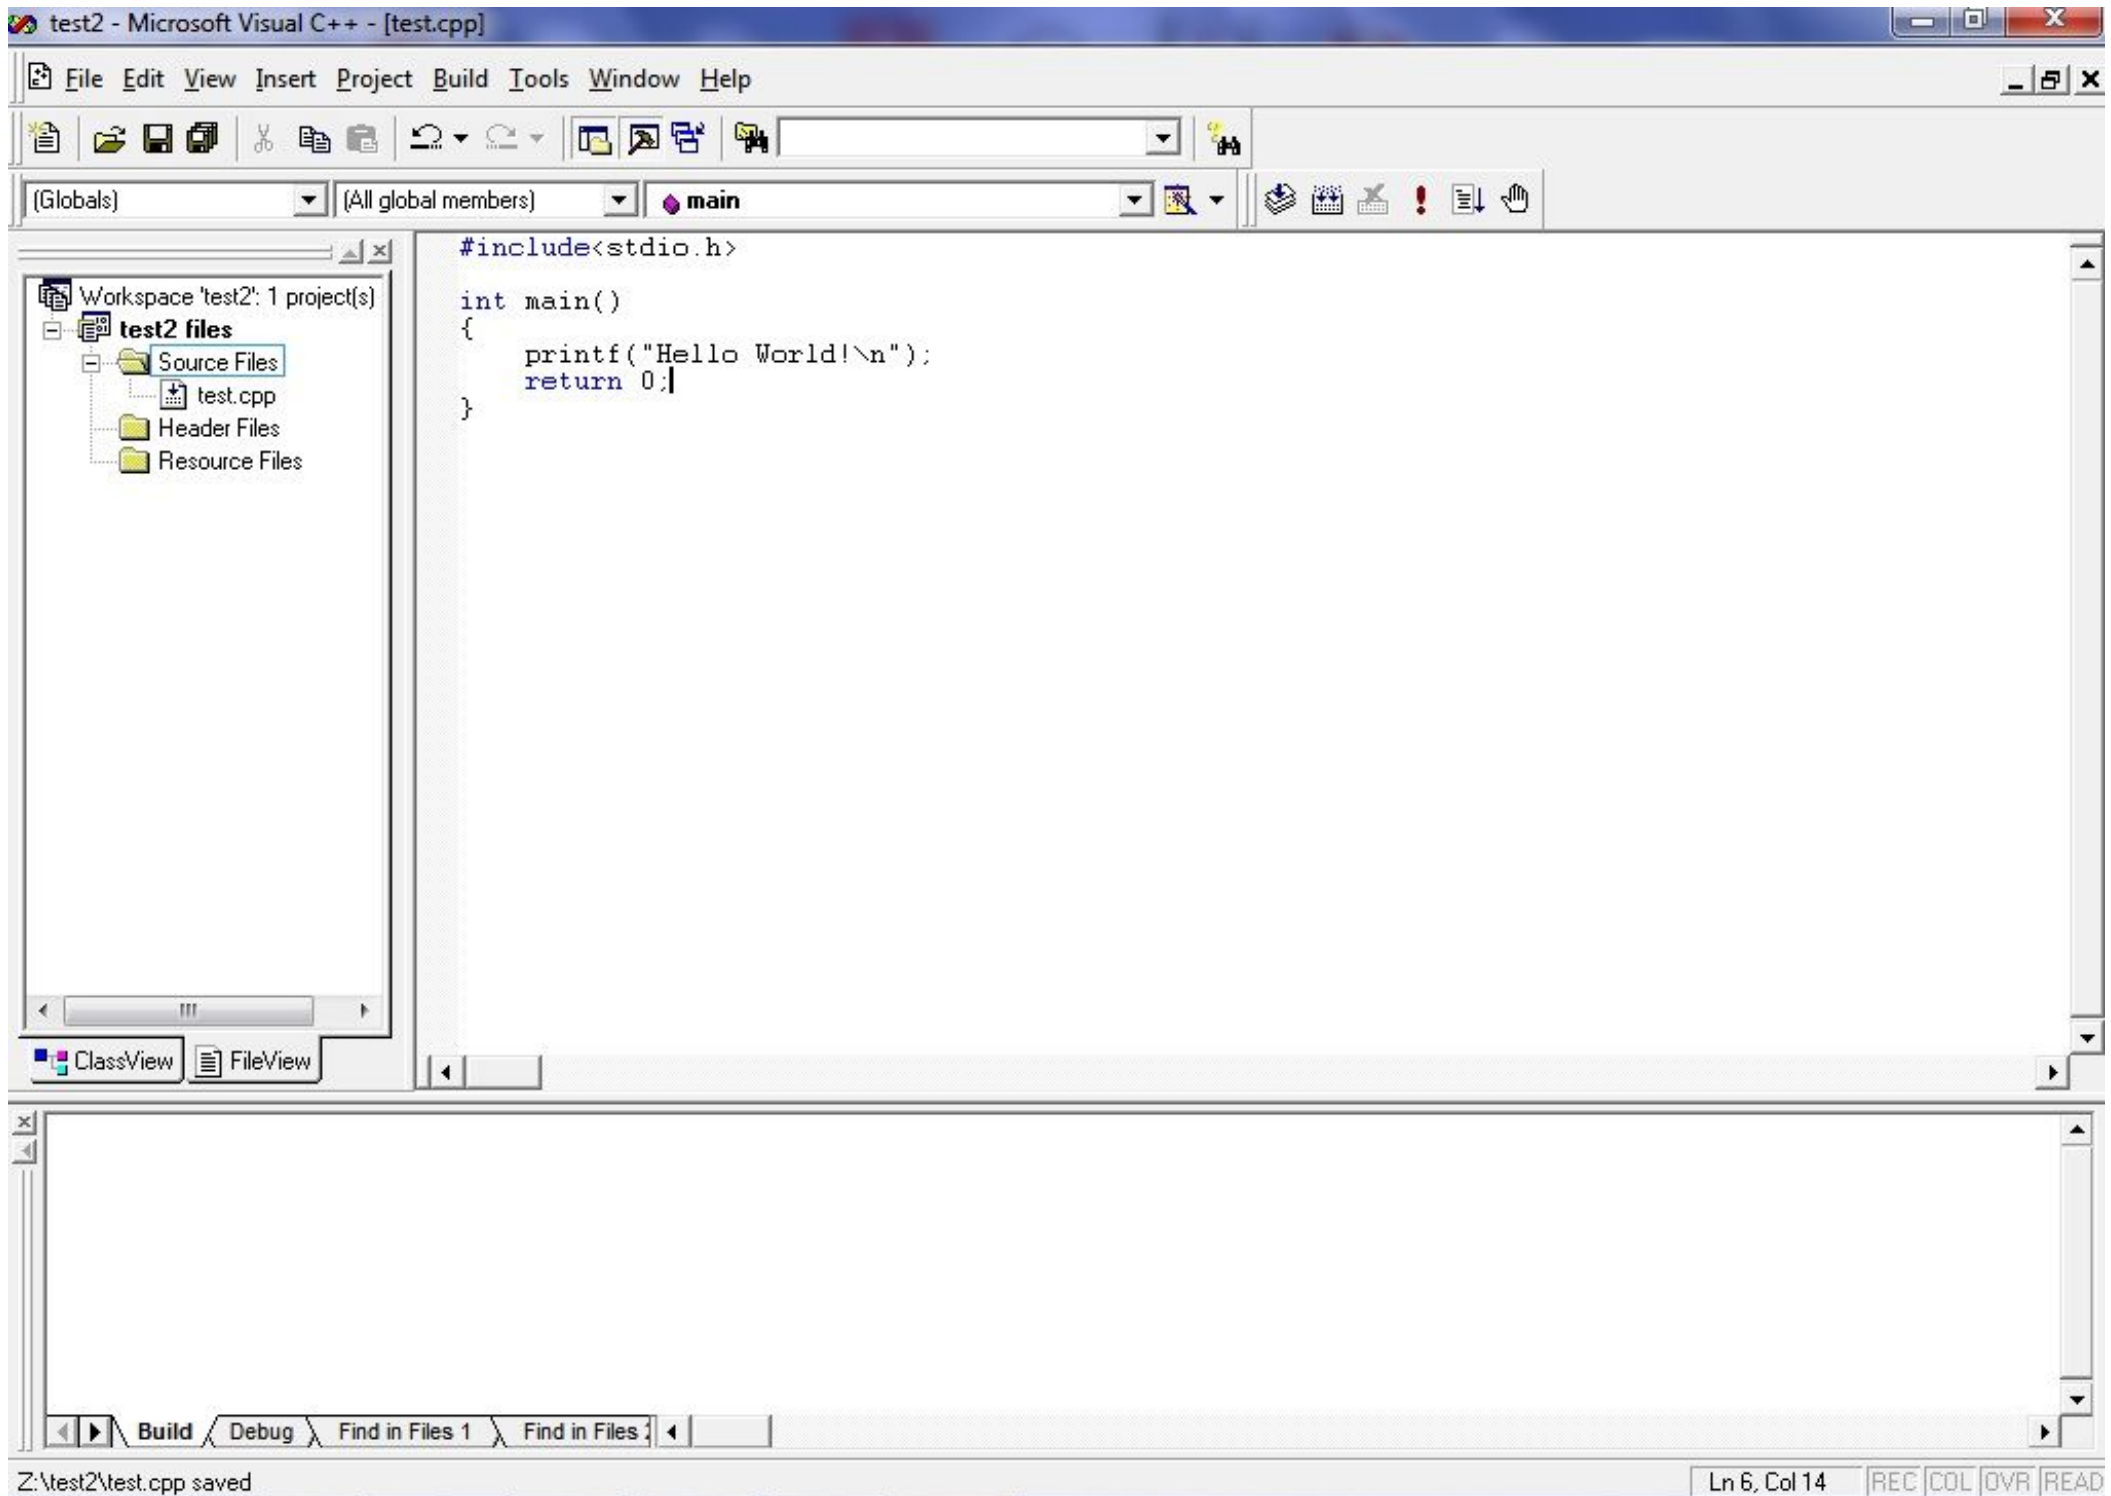 test2 - Microsoft Visual C++ - [test.cpp]
File Edit View Insert Project Build Tools Window Help
(Globals) (All global members) main
Workspace 'test2': 1 project(s)
test2 files
Source Files
test.cpp
Header Files
Resource Files
ClassView FileView
#include<stdio.h>
int main()
{
    printf("Hello World!\n");
    return 0;
}
Build Debug Find in Files 1 Find in Files
Z:\test2\test.cpp saved Ln 6, Col 14 REC COL OVR READ